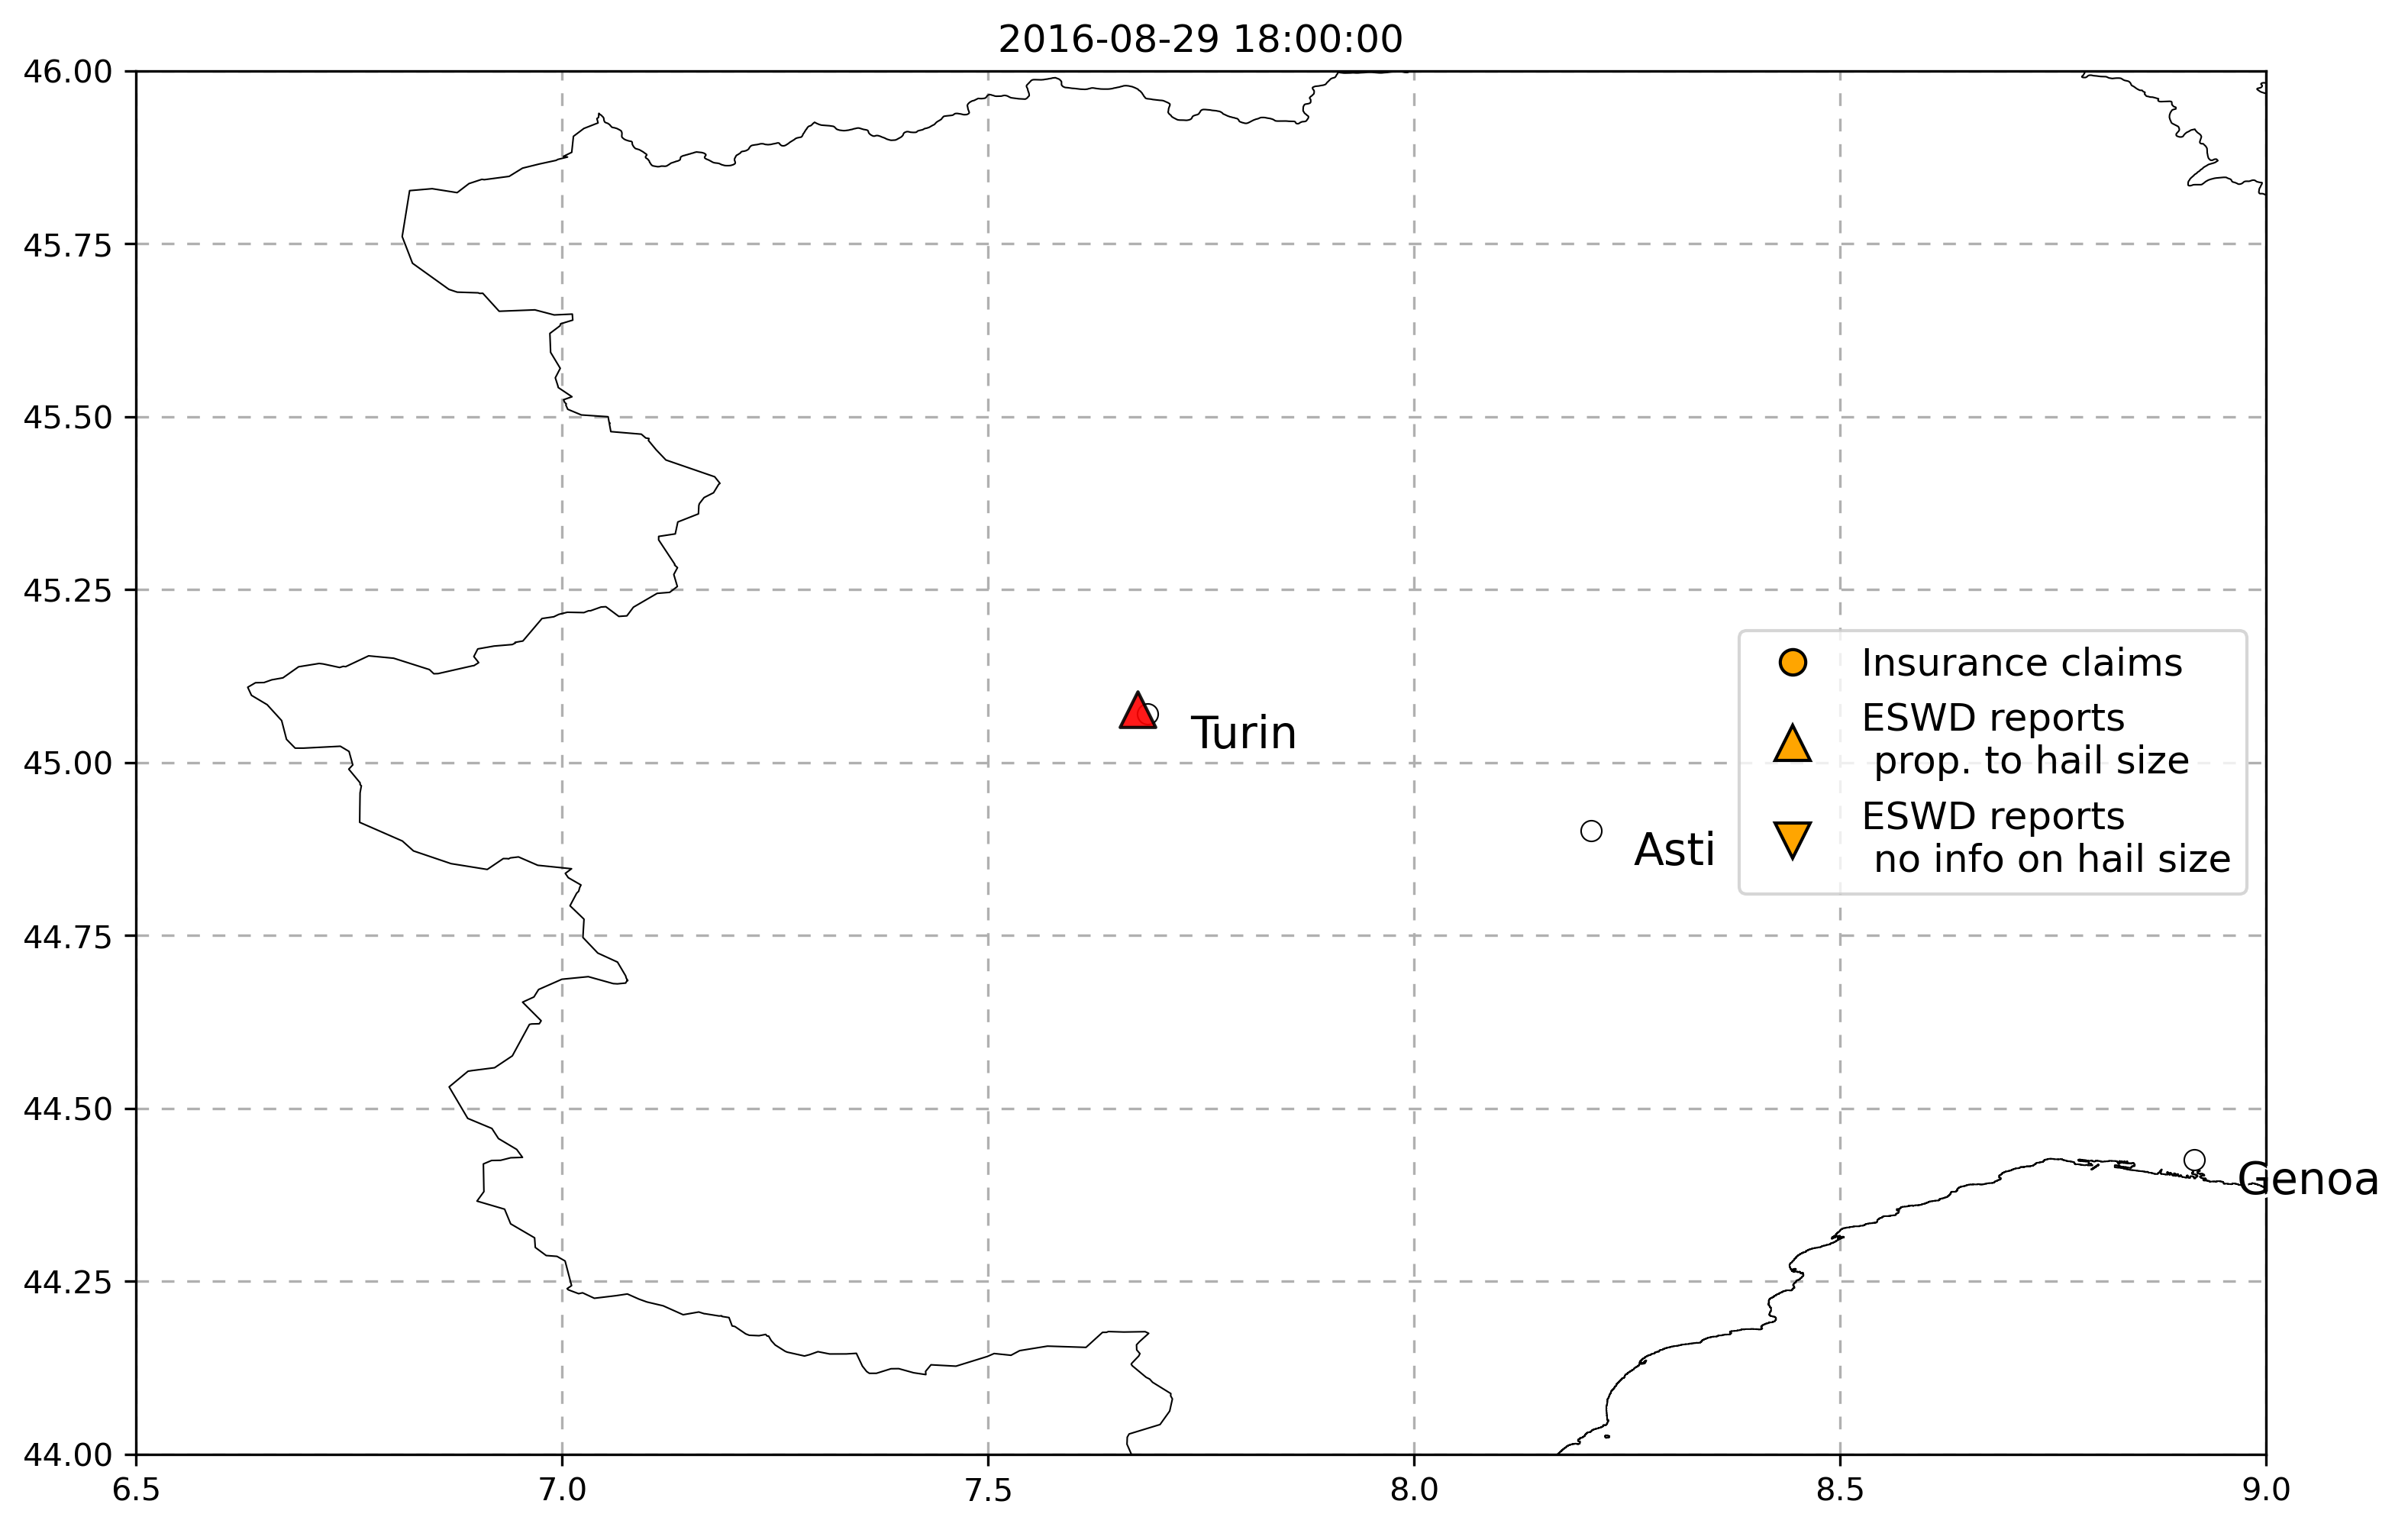 2016-08-29 18:00:00
46.00
45.75
45.50
45.25
45.00
44.75
44.50
44.25
44.00
6.5
7.0
7.5
8.0
8.5
9.0
Turin
Asti
Genoa
Insurance claims
ESWD reports
prop. to hail size
ESWD reports
no info on hail size